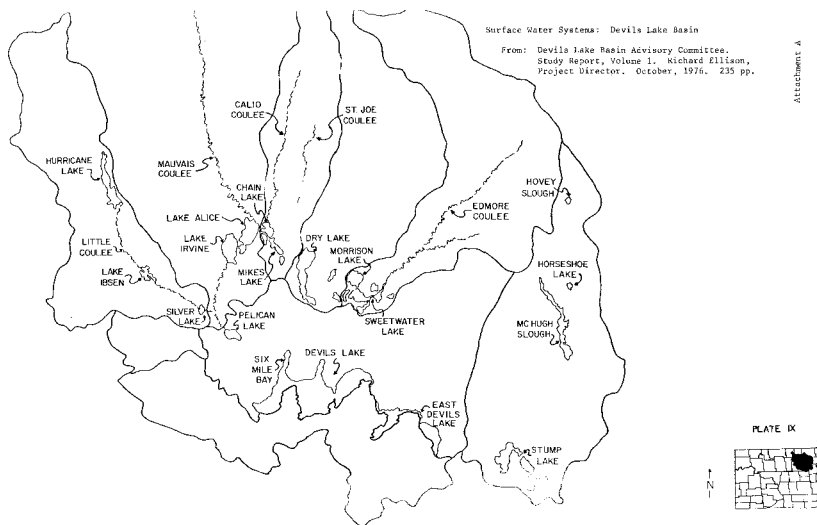 Surface Water Systems: Devils Lake Basin
From: Devils Lake Basin Advisory Committee.
Study Report, Volume 1. Richard Ellison,
Project Director. October, 1976. 235 pp.
Attachment A
CALIO
COULEE
ST. JOE
COULEE
HURRICANE
LAKE
MAUVAIS
COULEE
CHAIN
LAKE
HOVEY
SLOUGH
EDMORE
COULEE
LAKE ALICE
LAKE
IRVINE
DRY LAKE
MORRISON
LAKE
LITTLE
COULEE
LAKE
IBSEN
MIKES
LAKE
HORSESHOE
LAKE
SILVER
LAKE
PELICAN
LAKE
SWEETWATER
LAKE
MC HUGH
SLOUGH
SIX
MILE
BAY
DEVILS LAKE
EAST
DEVILS
LAKE
STUMP
LAKE
PLATE IX
N